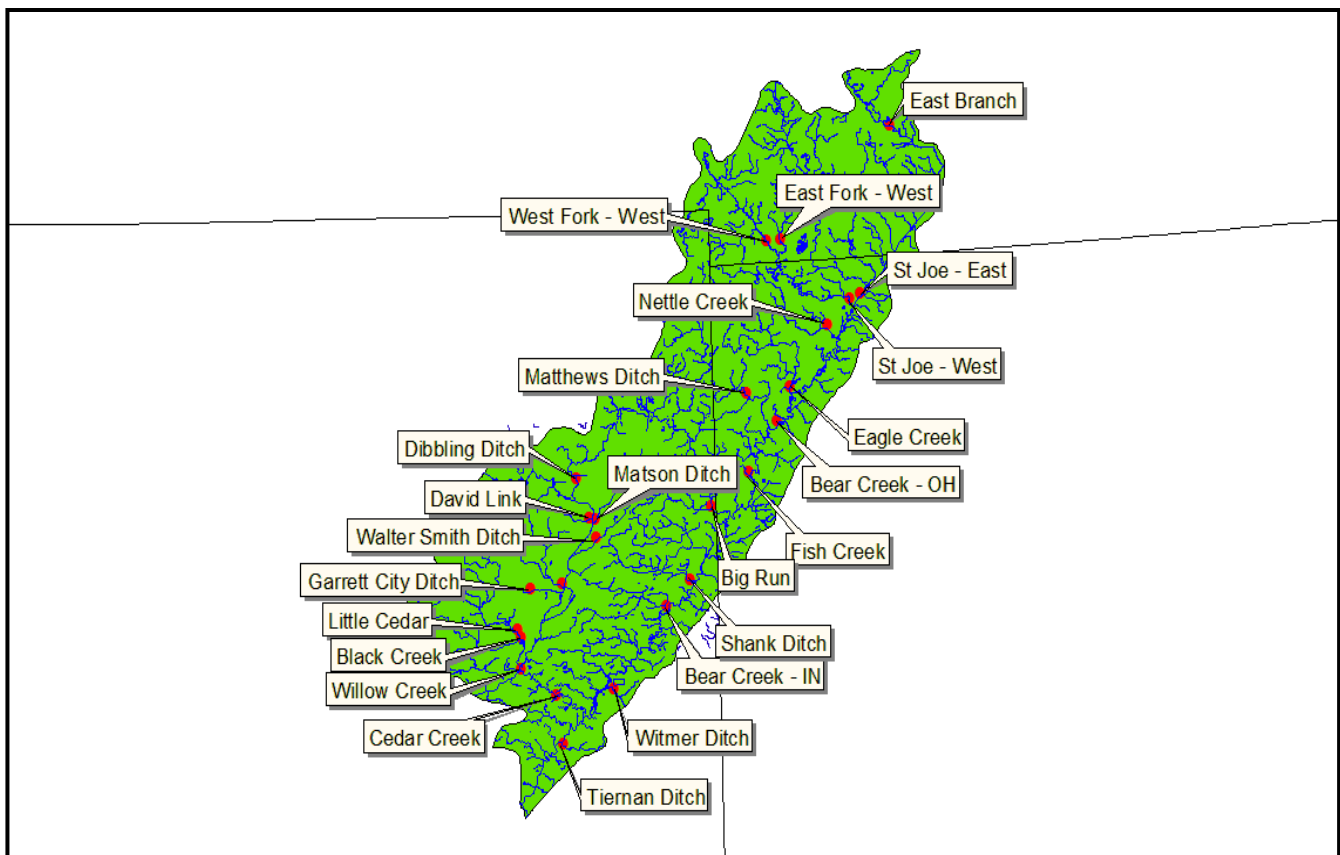 East Branch
East Fork - West
West Fork - West
St Joe - East
Nettle Creek
St Joe - West
Matthews Ditch
Eagle Creek
Dibbling Ditch
Matson Ditch
Bear Creek - OH
David Link
Walter Smith Ditch
Fish Creek
Big Run
Garrett City Ditch
Little Cedar
Shank Ditch
Black Creek
Bear Creek - IN
Willow Creek
Cedar Creek
Witmer Ditch
Tiernan Ditch